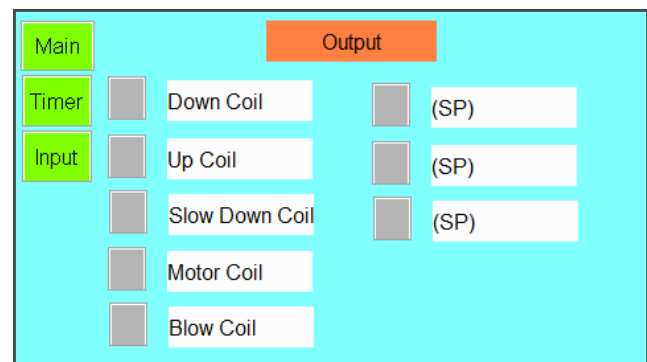 Main
Output
Timer
Down Coil
(SP)
Input
Up Coil
(SP)
Slow Down Coil
(SP)
Motor Coil
Blow Coil